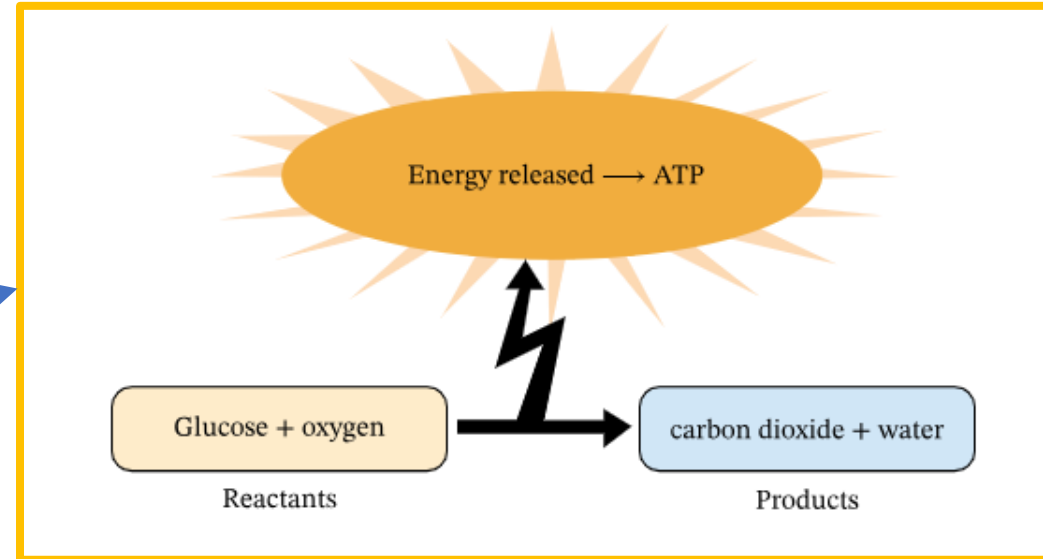 Energy released ⟶ ATP
Glucose + oxygen
carbon dioxide + water
Reactants
Products